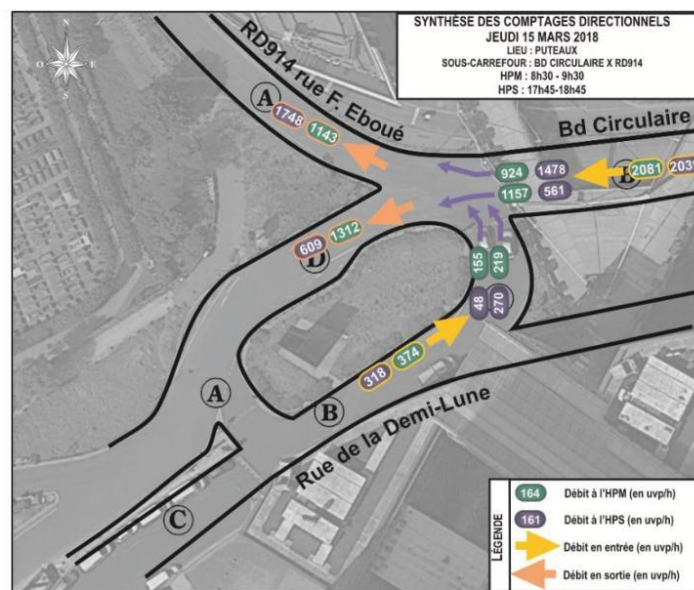 SYNTHÈSE DES COMPTAGES DIRECTIONNELS
JEUDI 15 MARS 2018
LIEU : PUTEAUX
SOUS-CARREFOUR : BD CIRCULAIRE X RD914
HPM : 8h30 - 9h30
HPS : 17h45-18h45
N
O E
S
RD914 rue F. Eboué
A
1748 1143
Bd Circulaire
924 1478
1157 561
2081
609 1312
D
155 219
48 270
318 374
A
B
Rue de la Demi-Lune
C
LÉGENDE
164 Débit à l'HPM (en uvp/h)
161 Débit à l'HPS (en uvp/h)
Débit en entrée (en uvp/h)
Débit en sortie (en uvp/h)